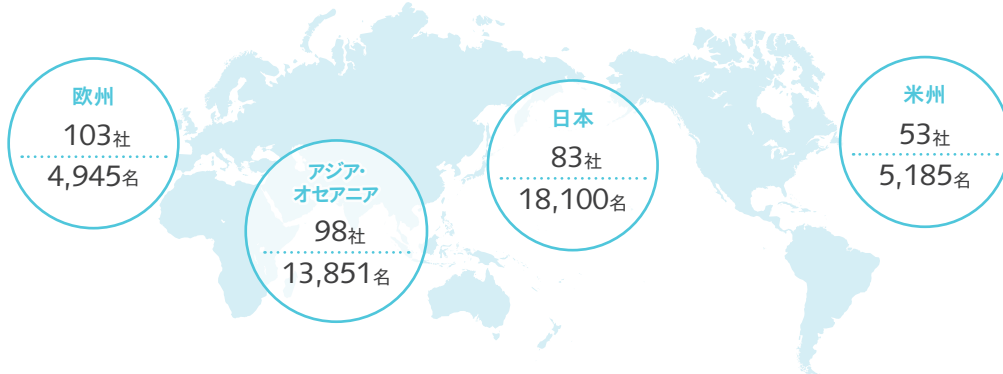 欧州
103社
4,945名
アジア・
オセアニア
98社
13,851名
日本
83社
18,100名
米州
53社
5,185名